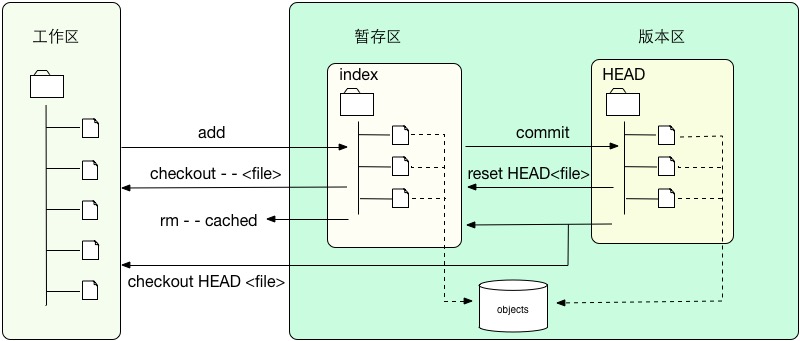 工作区
暂存区
版本区
index
HEAD
add
commit
checkout - - <file>
reset HEAD<file>
rm - - cached
checkout HEAD <file>
objects